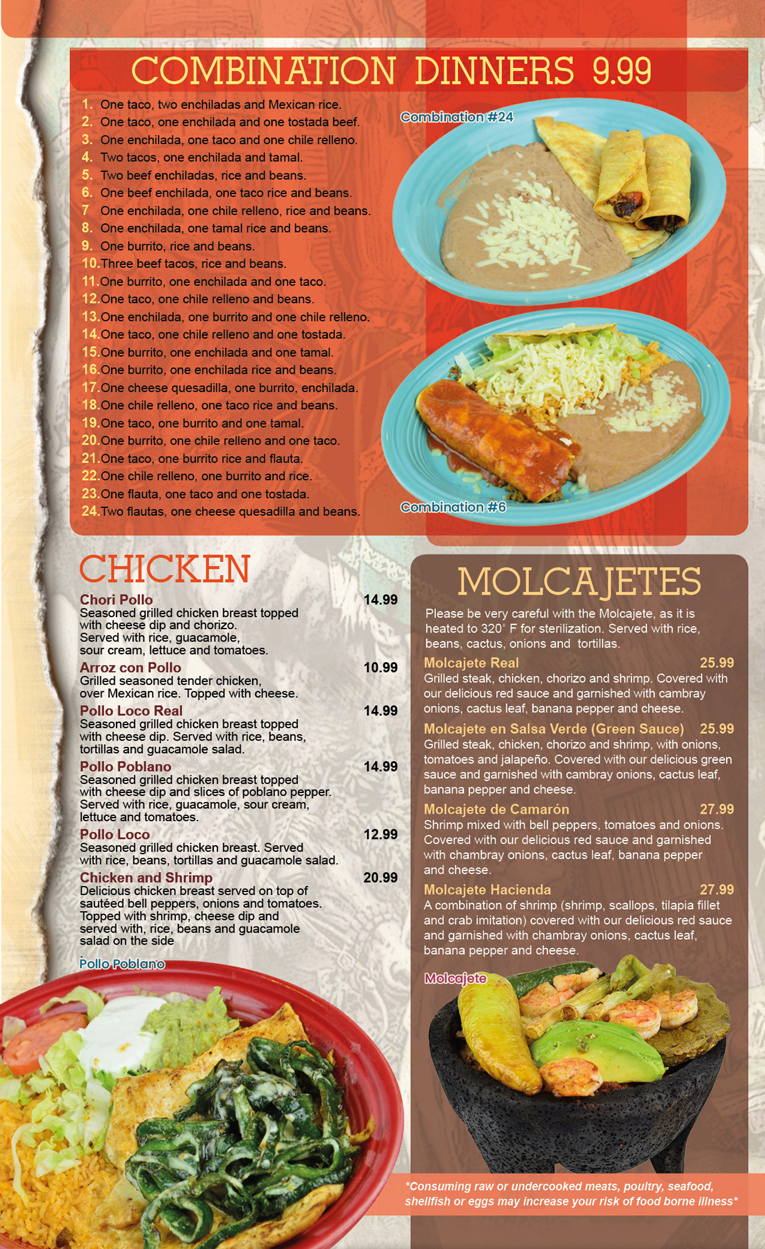 COMBINATION DINNERS 9.99
1. One taco, two enchiladas and Mexican rice.
2. One taco, one enchilada and one tostada beef.
3. One enchilada, one taco and one chile relleno.
4. Two tacos, one enchilada and tamal.
5. Two beef enchiladas, rice and beans.
6. One beef enchilada, one taco rice and beans.
7 One enchilada, one chile relleno, rice and beans.
8. One enchilada, one tamal rice and beans.
9. One burrito, rice and beans.
10.Three beef tacos, rice and beans.
11.One burrito, one enchilada and one taco.
12.One taco, one chile relleno and beans.
13.One enchilada, one burrito and one chile relleno.
14.One taco, one chile relleno and one tostada.
15.One burrito, one enchilada and one tamal.
16.One burrito, one enchilada rice and beans.
17.One cheese quesadilla, one burrito, enchilada.
18.One chile relleno, one taco rice and beans.
19.One taco, one burrito and one tamal.
20.One burrito, one chile relleno and one taco.
21.One taco, one burrito rice and flauta.
22.One chile relleno, one burrito and rice.
23.One flauta, one taco and one tostada.
24.Two flautas, one cheese quesadilla and beans.
Combination #24
Combination #6
CHICKEN
Chori Pollo 14.99
Seasoned grilled chicken breast topped
with cheese dip and chorizo.
Served with rice, guacamole,
sour cream, lettuce and tomatoes.
Arroz con Pollo 10.99
Grilled seasoned tender chicken,
over Mexican rice. Topped with cheese.
Pollo Loco Real 14.99
Seasoned grilled chicken breast topped
with cheese dip. Served with rice, beans,
tortillas and guacamole salad.
Pollo Poblano 14.99
Seasoned grilled chicken breast topped
with cheese dip and slices of poblano pepper.
Served with rice, guacamole, sour cream,
lettuce and tomatoes.
Pollo Loco 12.99
Seasoned grilled chicken breast. Served
with rice, beans, tortillas and guacamole salad.
Chicken and Shrimp 20.99
Delicious chicken breast served on top of
sautéed bell peppers, onions and tomatoes.
Topped with shrimp, cheese dip and
served with, rice, beans and guacamole
salad on the side
.
Pollo Poblano
MOLCAJETES
Please be very careful with the Molcajete, as it is
heated to 320° F for sterilization. Served with rice,
beans, cactus, onions and tortillas.
Molcajete Real 25.99
Grilled steak, chicken, chorizo and shrimp. Covered with
our delicious red sauce and garnished with cambray
onions, cactus leaf, banana pepper and cheese.
Molcajete en Salsa Verde (Green Sauce) 25.99
Grilled steak, chicken, chorizo and shrimp, with onions,
tomatoes and jalapeño. Covered with our delicious green
sauce and garnished with cambray onions, cactus leaf,
banana pepper and cheese.
Molcajete de Camarón 27.99
Shrimp mixed with bell peppers, tomatoes and onions.
Covered with our delicious red sauce and garnished
with chambray onions, cactus leaf, banana pepper
and cheese.
Molcajete Hacienda 27.99
A combination of shrimp (shrimp, scallops, tilapia fillet
and crab imitation) covered with our delicious red sauce
and garnished with chambray onions, cactus leaf,
banana pepper and cheese.
Molcajete
*Consuming raw or undercooked meats, poultry, seafood,
shellfish or eggs may increase your risk of food borne illness*